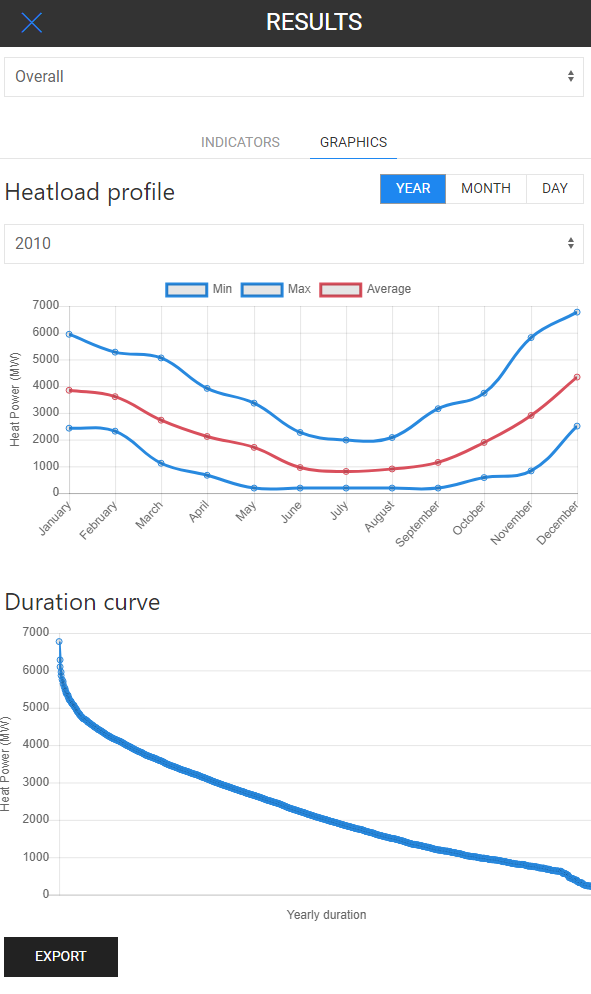 RESULTS
Overall
INDICATORS GRAPHICS
Heatload profile
YEAR MONTH DAY
2010
Min Max Average
7000
6000
5000
4000
3000
2000
1000
0
Heat Power (MW)
January February March April May June July August September October November December
Duration curve
7000
6000
5000
4000
3000
2000
1000
0
Heat Power (MW)
Yearly duration
EXPORT